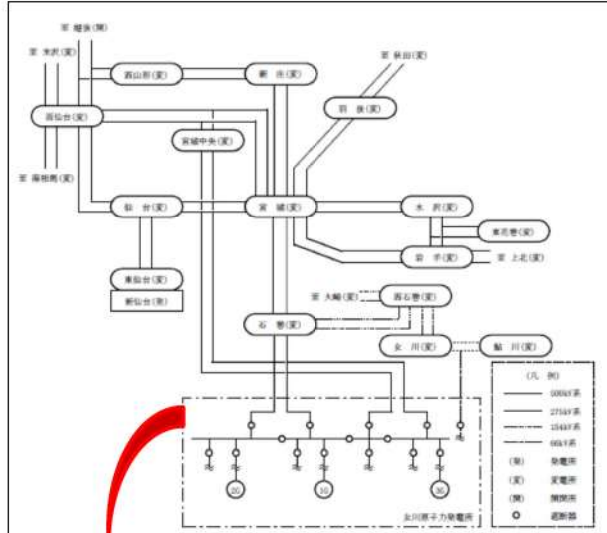 至 越後(開)
至 米沢(変)
至 秋田(変)
西山形(変)
新 庄(変)
羽 後(変)
西仙台(変)
宮城中央(変)
至 南相馬(変)
仙 台(変)
宮 城(変)
水 沢(変)
東花巻(変)
岩 手(変)
至 上北(変)
東仙台(変)
新仙台(発)
至 大崎(変)
西石巻(変)
石 巻(変)
女 川(変)
鮎 川(変)
(凡 例)
500kV系
275kV系
154kV系
66kV系
(発) 発電所
(変) 変電所
(開) 開閉所
遮断器
2G
1G
3G
女川原子力発電所